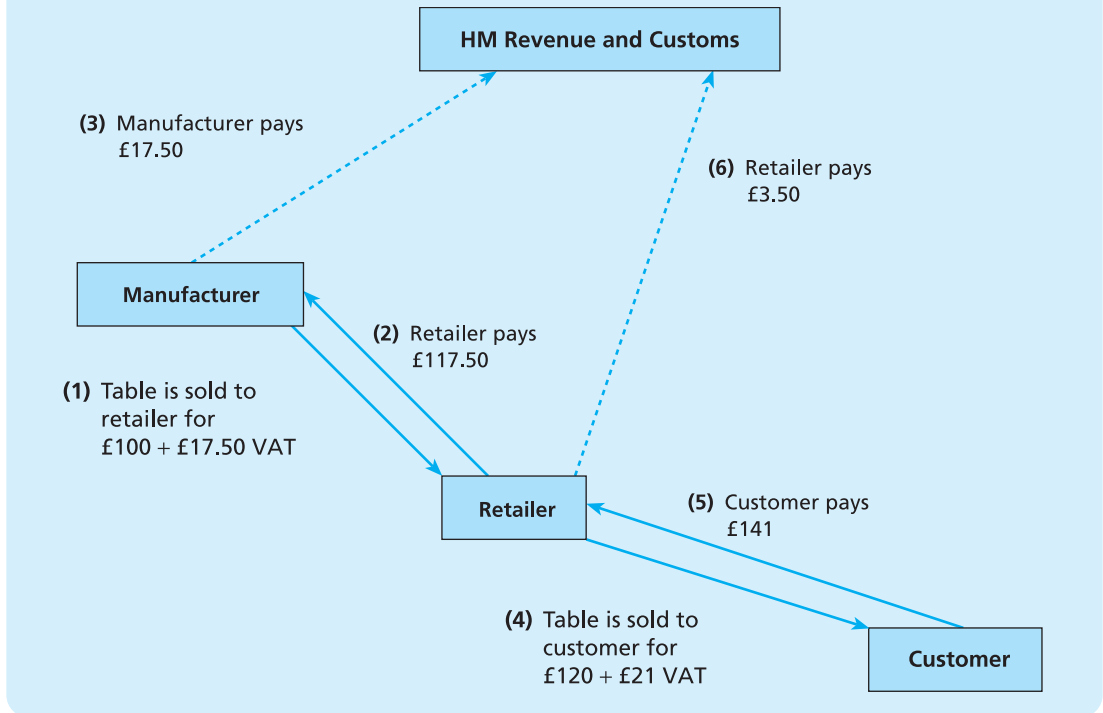 HM Revenue and Customs
(3) Manufacturer pays
£17.50
(6) Retailer pays
£3.50
Manufacturer
(2) Retailer pays
£117.50
(1) Table is sold to
retailer for
£100 + £17.50 VAT
Retailer
(5) Customer pays
£141
(4) Table is sold to
customer for
£120 + £21 VAT
Customer